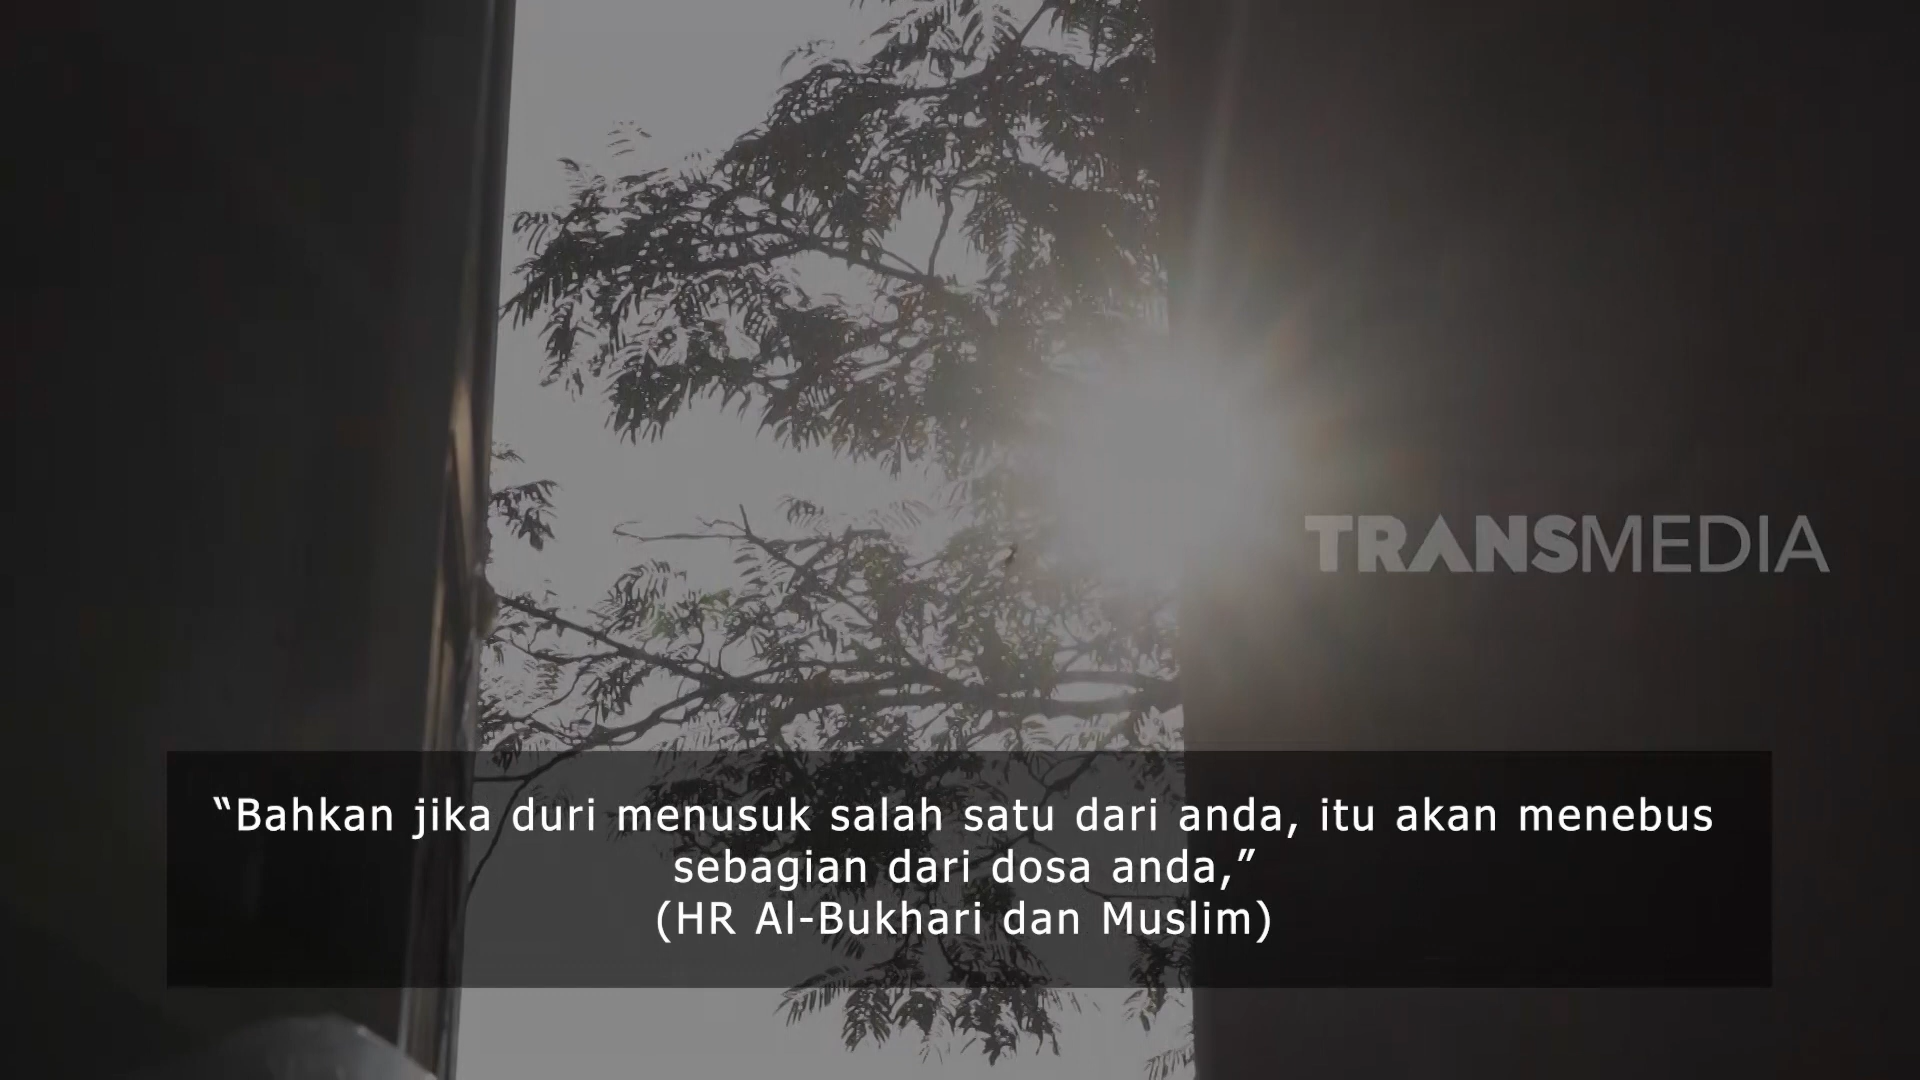 TRANSMEDIA
“Bahkan jika duri menusuk salah satu dari anda, itu akan menebus
sebagian dari dosa anda,”
(HR Al-Bukhari dan Muslim)